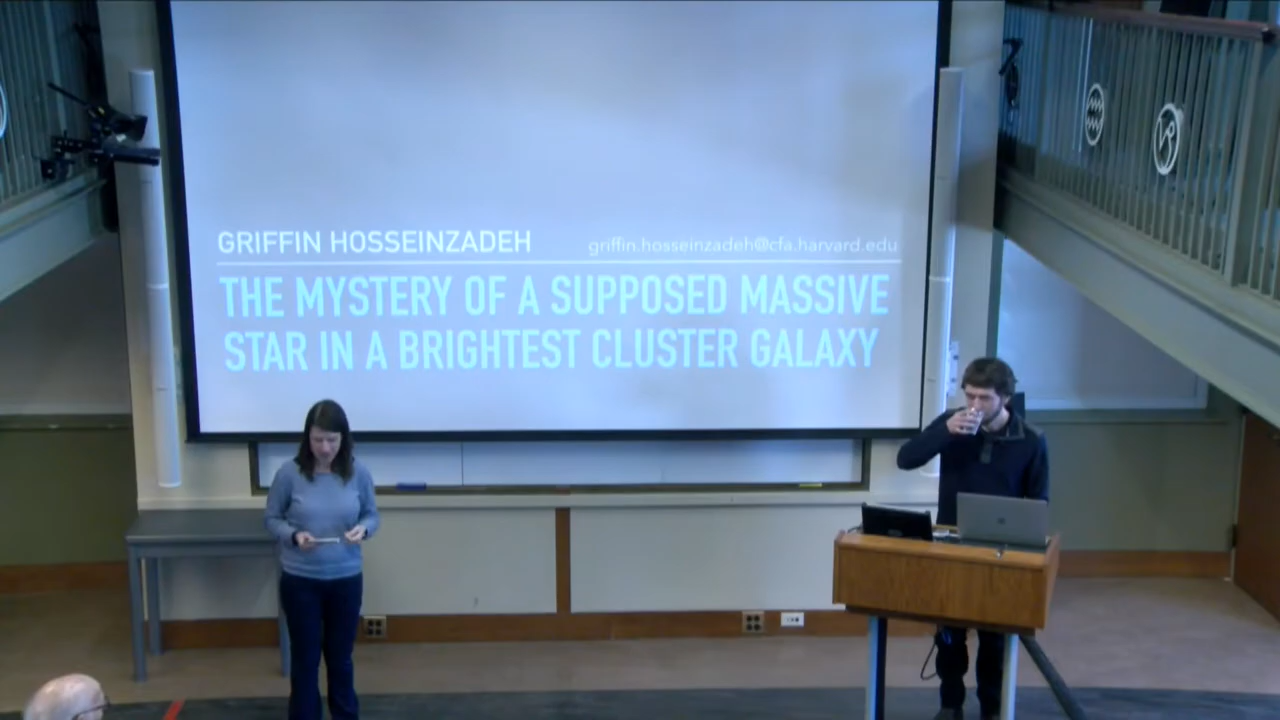 GRIFFIN HOSSEINZADEH
griffin.hosseinzadeh@cfa.harvard.edu
THE MYSTERY OF A SUPPOSED MASSIVE
STAR IN A BRIGHTEST CLUSTER GALAXY